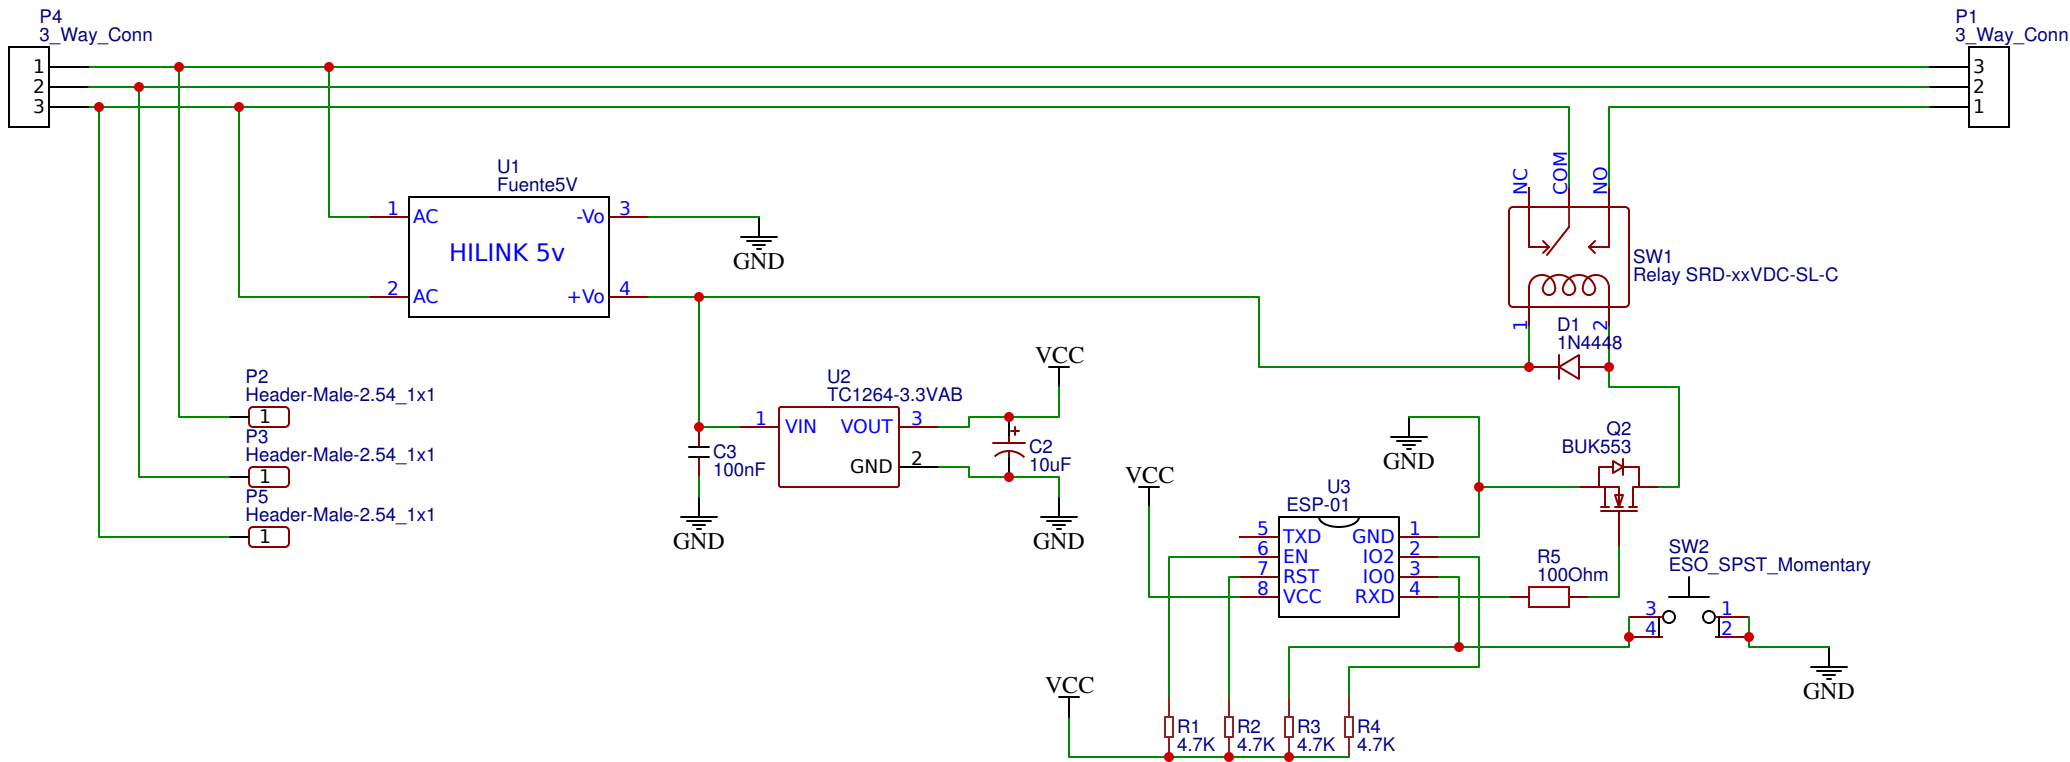 P4
3_Way_Conn
1
2
3
P1
3_Way_Conn
3
2
1
U1
Fuente5V
1 AC
-Vo 3
HILINK 5v
2 AC
+Vo 4
GND
NC
COM
NO
SW1
Relay SRD-xxVDC-SL-C
1
2
D1
1N4448
P2
Header-Male-2.54_1x1
1
P3
Header-Male-2.54_1x1
1
P5
Header-Male-2.54_1x1
1
U2
TC1264-3.3VAB
1 VIN
VOUT 3
GND 2
C3
100nF
GND
VCC
C2
10uF
GND
VCC
GND
Q2
BUK553
U3
ESP-01
5 TXD GND 1
6 EN IO2 2
7 RST IO0 3
8 VCC RXD 4
R5
100Ohm
SW2
ESO_SPST_Momentary
3 1
4 2
GND
VCC
R1
4.7K
R2
4.7K
R3
4.7K
R4
4.7K